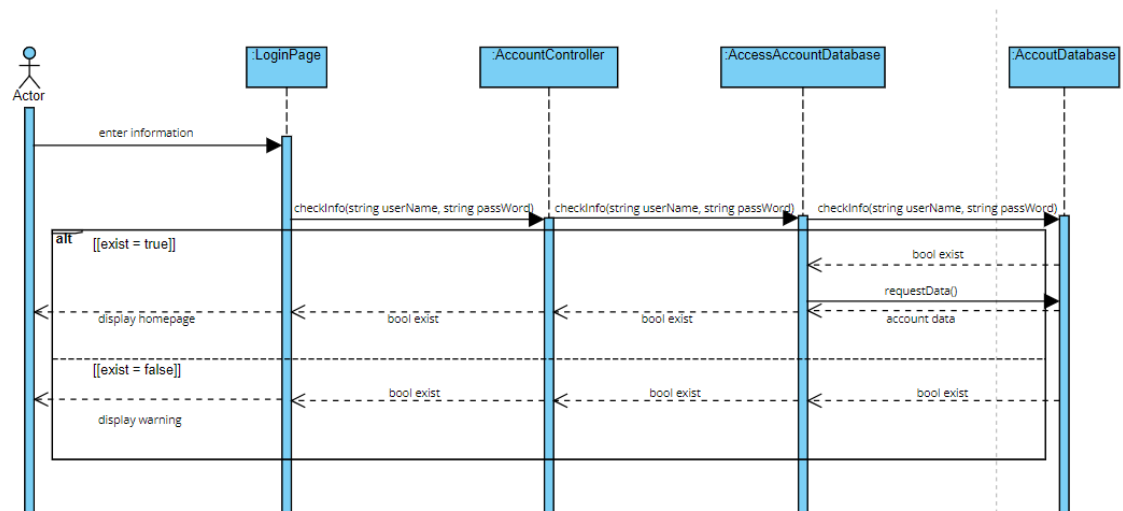 :LoginPage
:AccountController
:AccessAccountDatabase
:AccoutDatabase
Actor
enter information
checkInfo(string userName, string passWord)
checkInfo(string userName, string passWord)
checkInfo(string userName, string passWord)
alt
[[exist = true]]
bool exist
requestData()
display homepage
bool exist
bool exist
account data
[[exist = false]]
bool exist
bool exist
bool exist
display warning